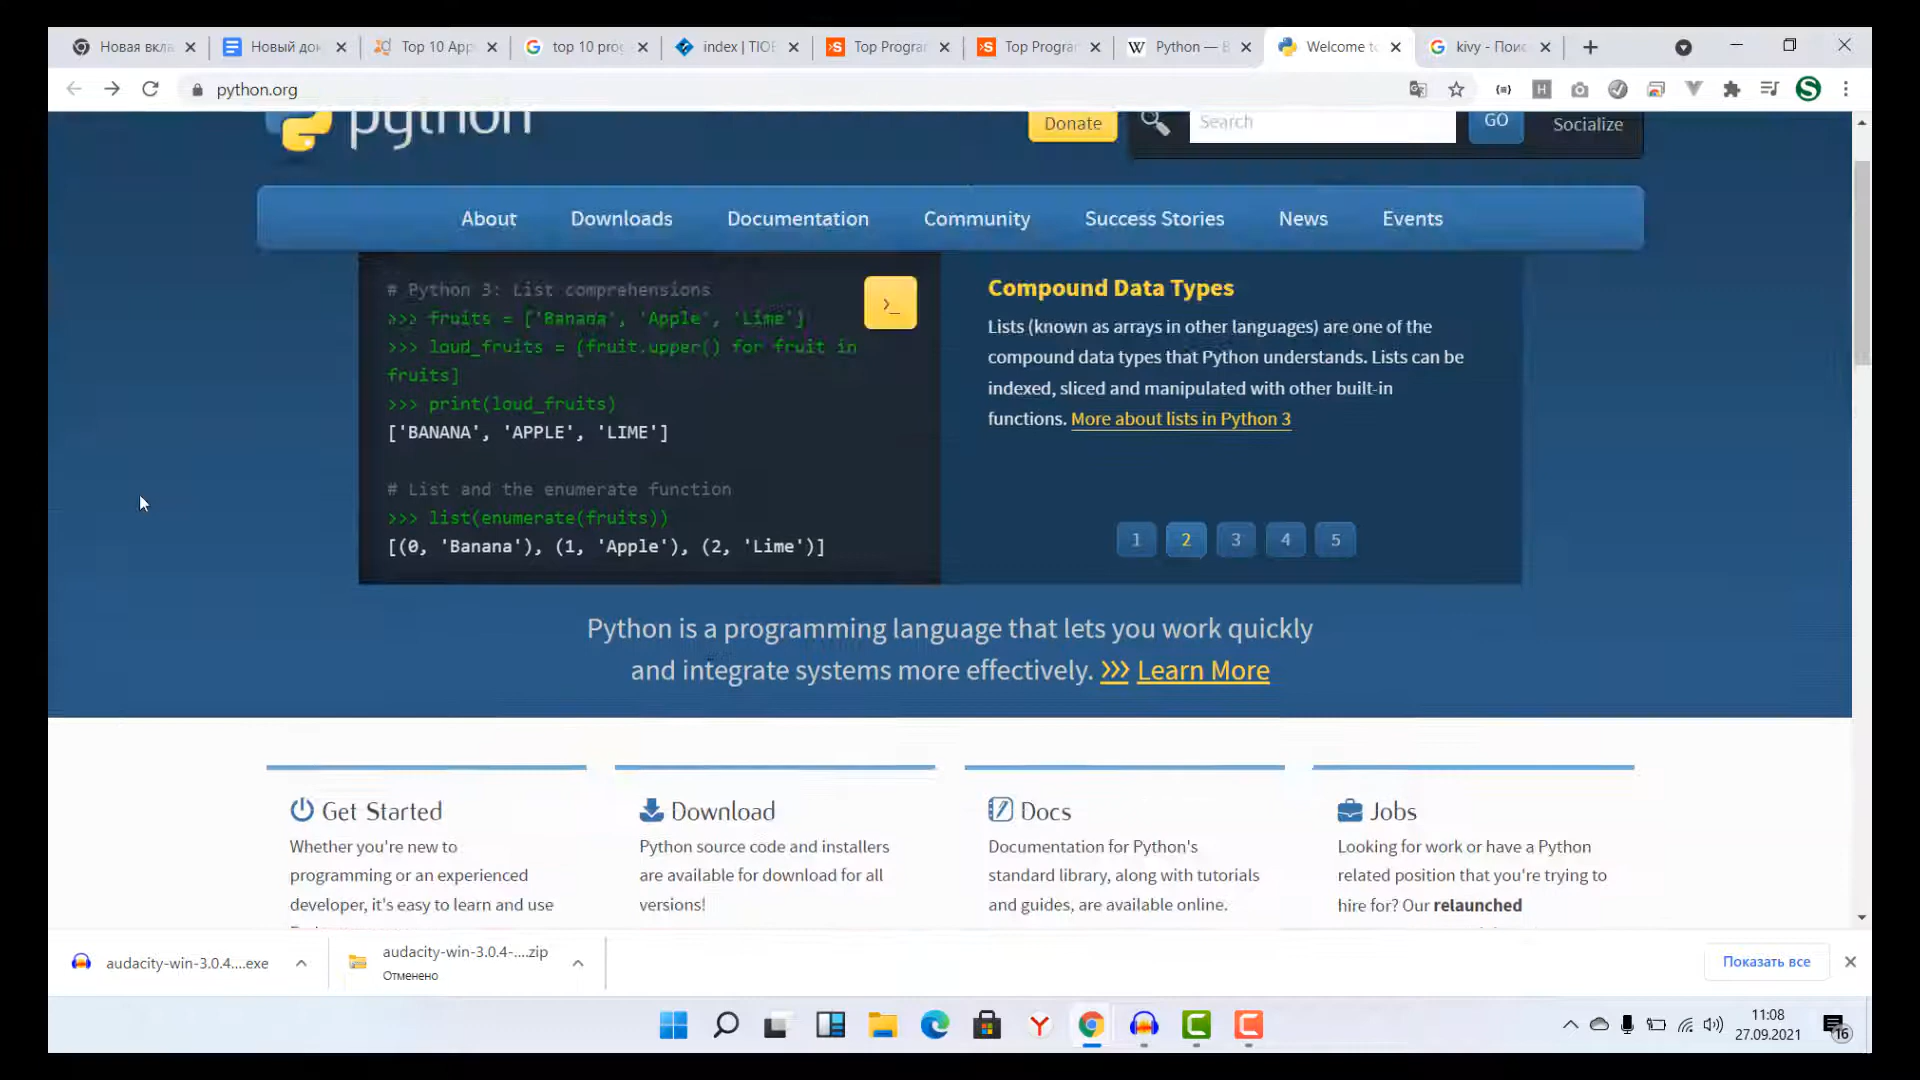 Новая вкла
Новый док
Top 10 App
top 10 prog
index | TIOB
Top Program
Top Program
Python — В
Welcome to
kivy - Поис
python.org
python
Donate
Search
GO
Socialize
About
Downloads
Documentation
Community
Success Stories
News
Events
# Python 3: List comprehensions
>>> fruits = ['Banana', 'Apple', 'Lime']
>>> loud_fruits = [fruit.upper() for fruit in
fruits]
>>> print(loud_fruits)
['BANANA', 'APPLE', 'LIME']
# List and the enumerate function
>>> list(enumerate(fruits))
[(0, 'Banana'), (1, 'Apple'), (2, 'Lime')]
>_
Compound Data Types
Lists (known as arrays in other languages) are one of the
compound data types that Python understands. Lists can be
indexed, sliced and manipulated with other built-in
functions. More about lists in Python 3
1 2 3 4 5
Python is a programming language that lets you work quickly
and integrate systems more effectively. >>> Learn More
Get Started
Whether you're new to
programming or an experienced
developer, it's easy to learn and use
Download
Python source code and installers
are available for download for all
versions!
Docs
Documentation for Python's
standard library, along with tutorials
and guides, are available online.
Jobs
Looking for work or have a Python
related position that you're trying to
hire for? Our relaunched
audacity-win-3.0.4....exe
audacity-win-3.0.4-....zip
Отменено
Показать все
11:08
27.09.2021
16